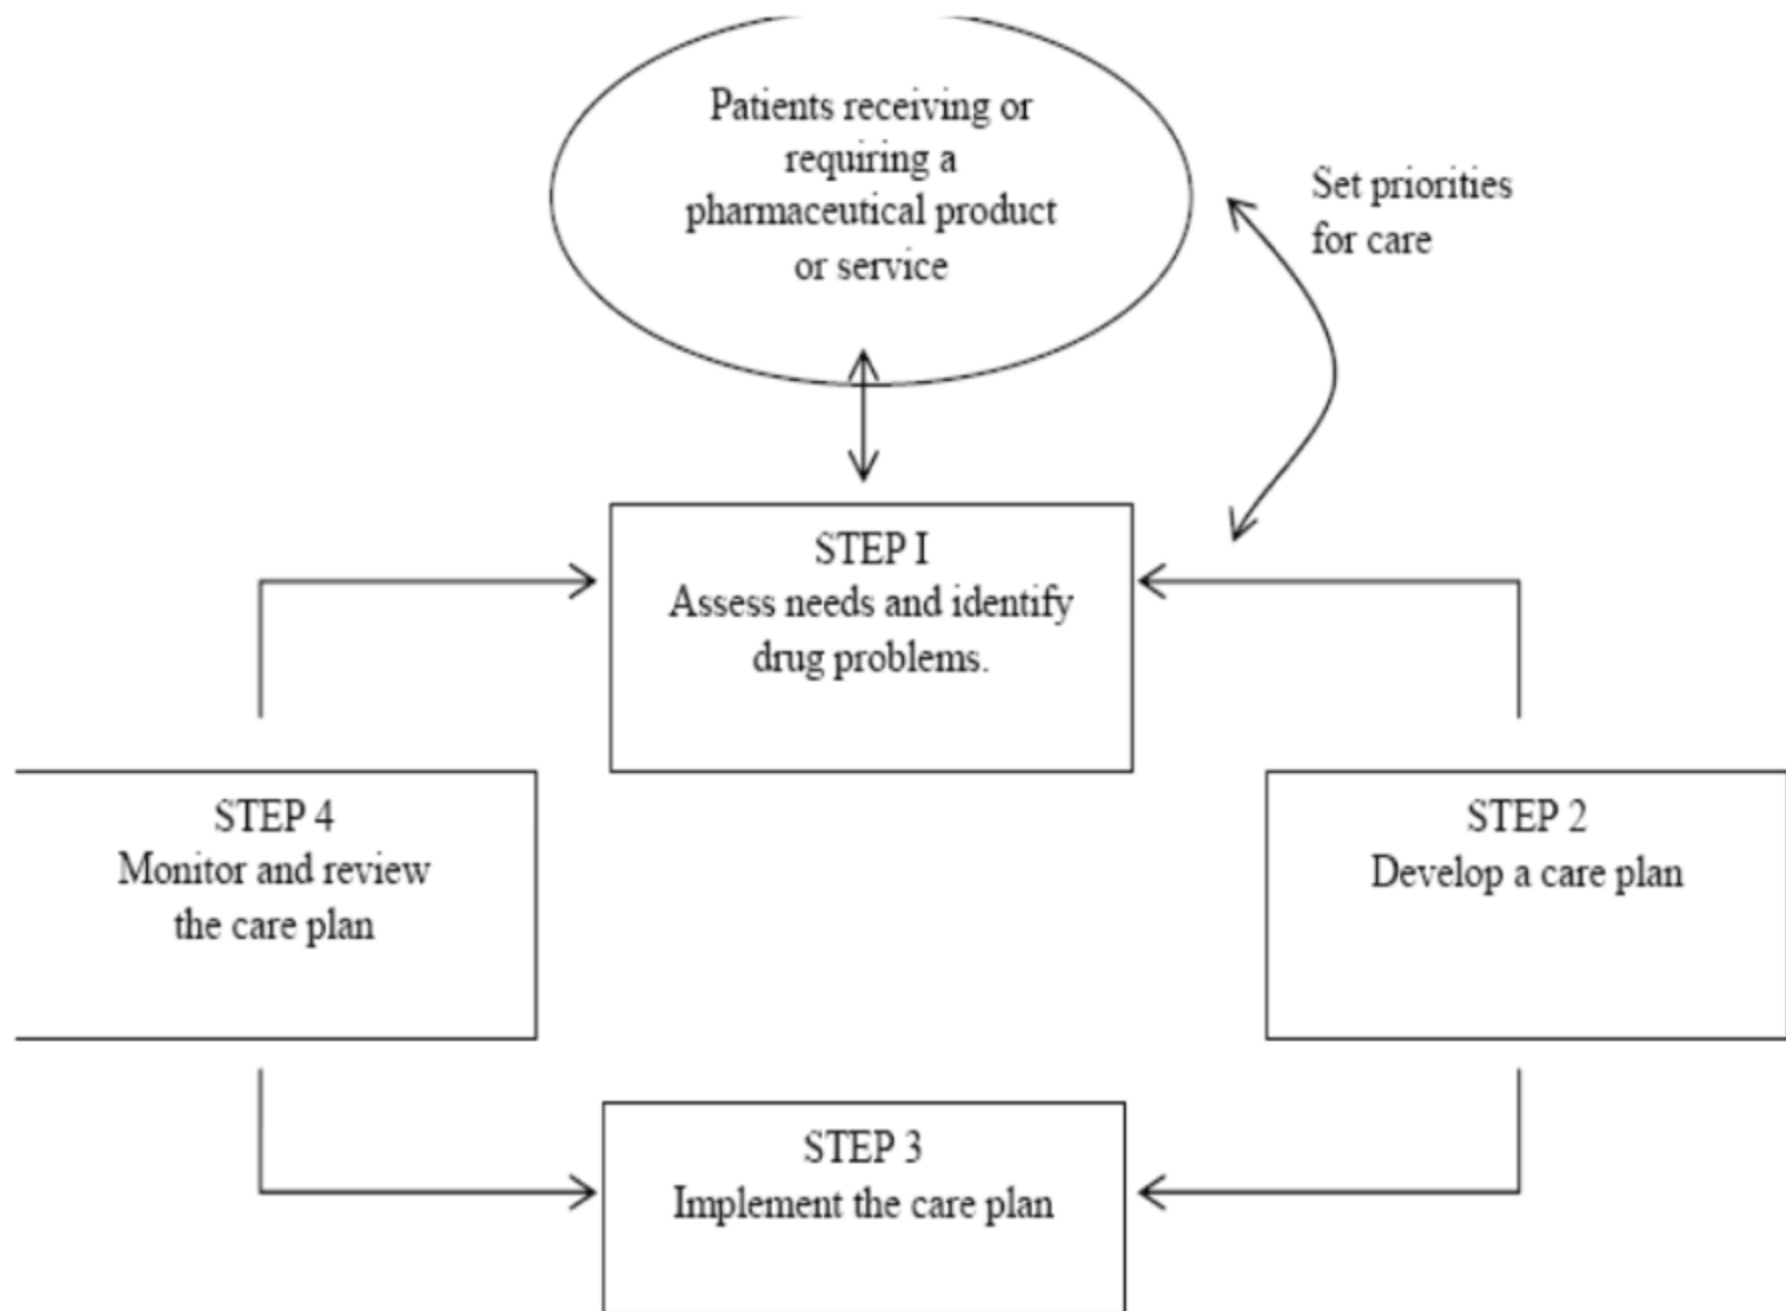 Patients receiving or
requiring a
pharmaceutical product
or service
Set priorities
for care
STEP I
Assess needs and identify
drug problems.
STEP 4
Monitor and review
the care plan
STEP 2
Develop a care plan
STEP 3
Implement the care plan